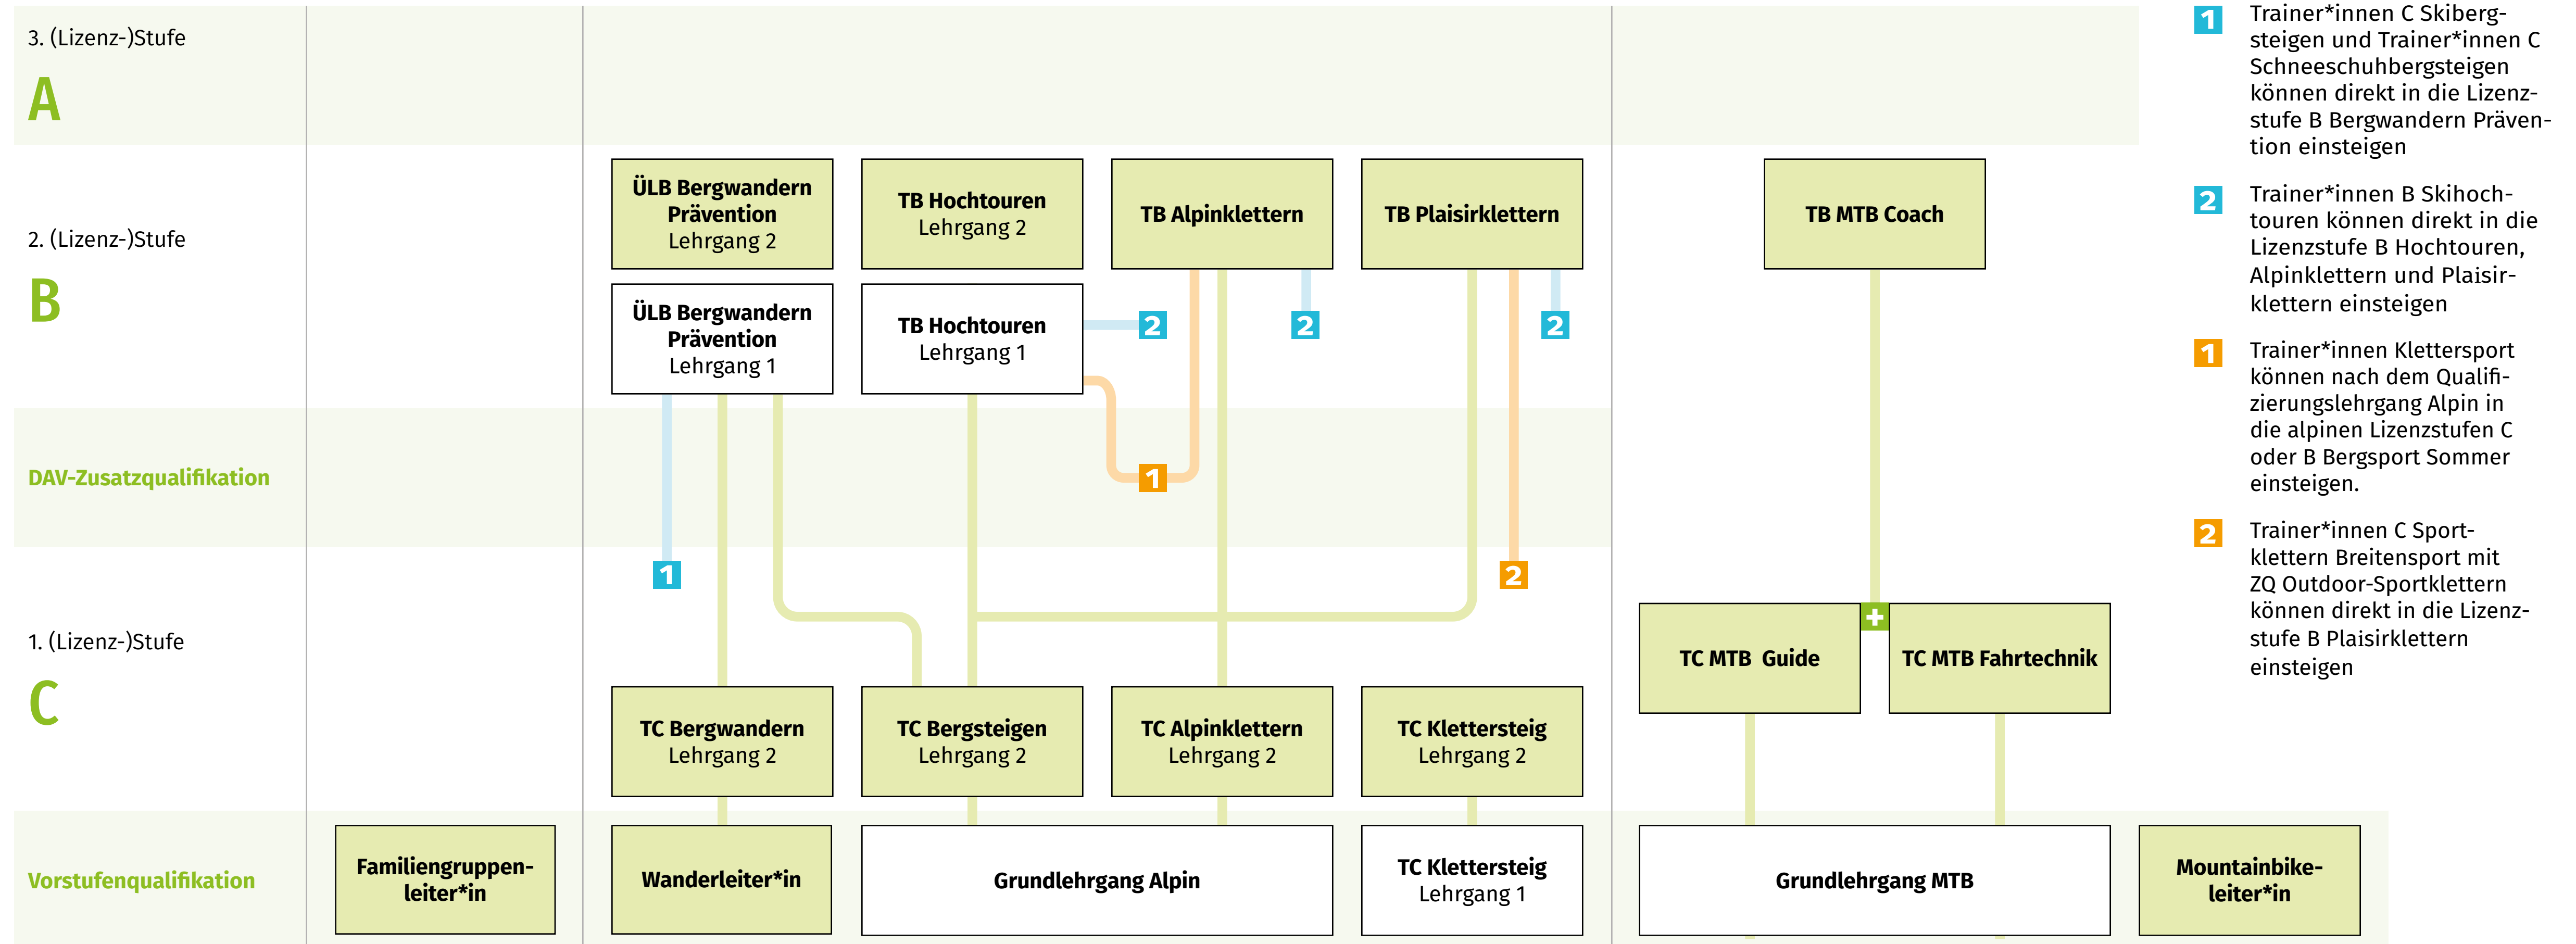 3. (Lizenz-)Stufe
A
2. (Lizenz-)Stufe
B
ÜLB Bergwandern
Prävention
Lehrgang 2
TB Hochtouren
Lehrgang 2
TB Alpinklettern
TB Plaisirklettern
TB MTB Coach
ÜLB Bergwandern
Prävention
Lehrgang 1
TB Hochtouren
Lehrgang 1
2
2
2
DAV-Zusatzqualifikation
1
1
2
1. (Lizenz-)Stufe
C
+
TC MTB  Guide
TC MTB Fahrtechnik
TC Bergwandern
Lehrgang 2
TC Bergsteigen
Lehrgang 2
TC Alpinklettern
Lehrgang 2
TC Klettersteig
Lehrgang 2
Vorstufenqualifikation
Familiengruppen-
leiter*in
Wanderleiter*in
Grundlehrgang Alpin
TC Klettersteig
Lehrgang 1
Grundlehrgang MTB
Mountainbike-
leiter*in
1
Trainer*innen C Skiberg-
steigen und Trainer*innen C
Schneeschuhbergsteigen
können direkt in die Lizenz-
stufe B Bergwandern Präven-
tion einsteigen
2
Trainer*innen B Skihoch-
touren können direkt in die
Lizenzstufe B Hochtouren,
Alpinklettern und Plaisir-
klettern einsteigen
1
Trainer*innen Klettersport
können nach dem Qualifi-
zierungslehrgang Alpin in
die alpinen Lizenzstufen C
oder B Bergsport Sommer
einsteigen.
2
Trainer*innen C Sport-
klettern Breitensport mit
ZQ Outdoor-Sportklettern
können direkt in die Lizenz-
stufe B Plaisirklettern
einsteigen